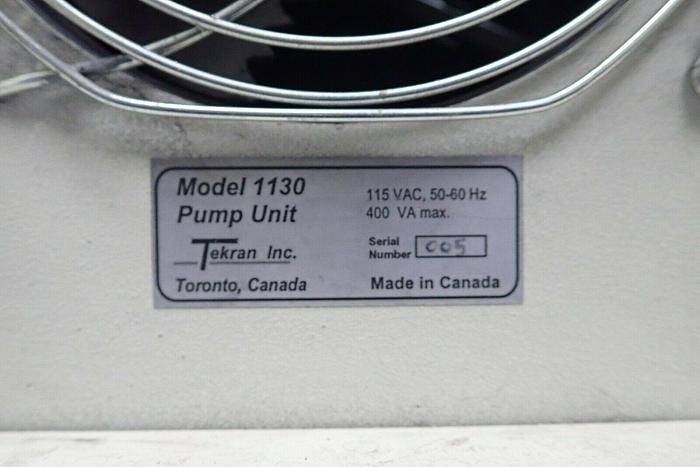 Model 1130
Pump Unit
Tekran Inc.
Toronto, Canada
115 VAC, 50-60 Hz
400 VA max.
Serial
Number 005
Made in Canada